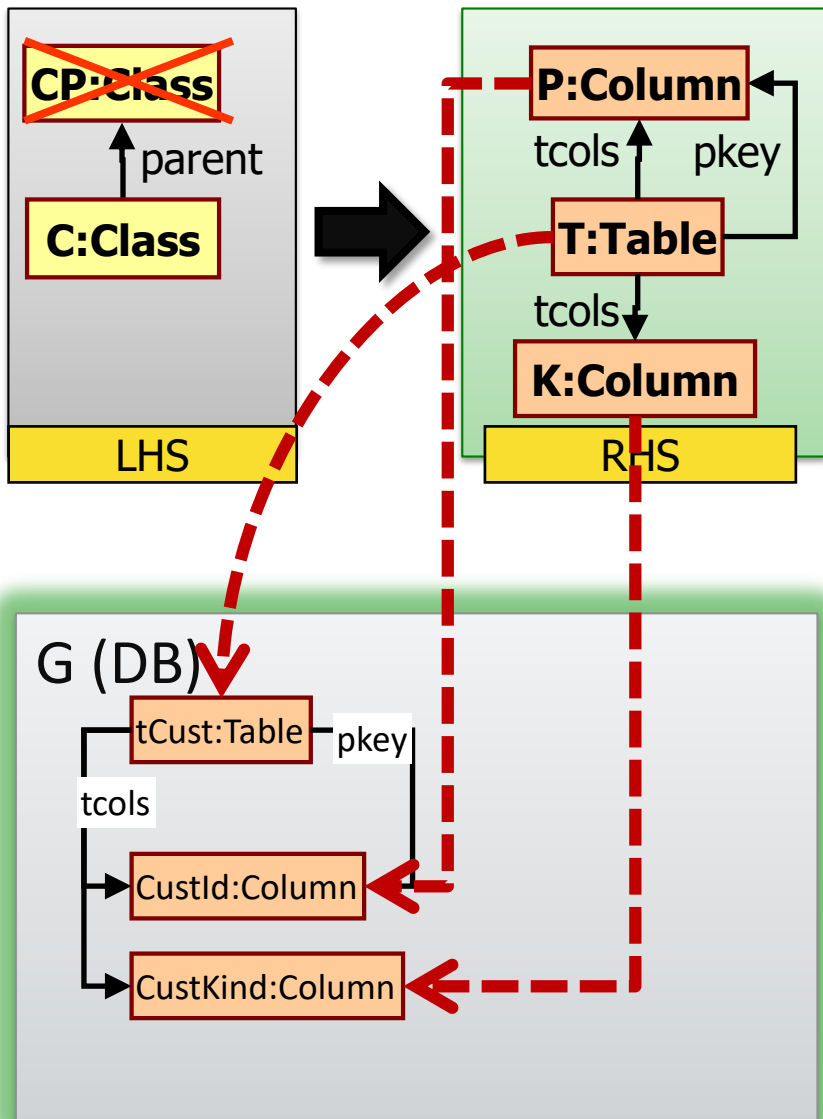 CP:Class
parent
C:Class
LHS
P:Column
tcols
pkey
T:Table
tcols
K:Column
RHS
G (DB)
tCust:Table
pkey
tcols
CustId:Column
CustKind:Column